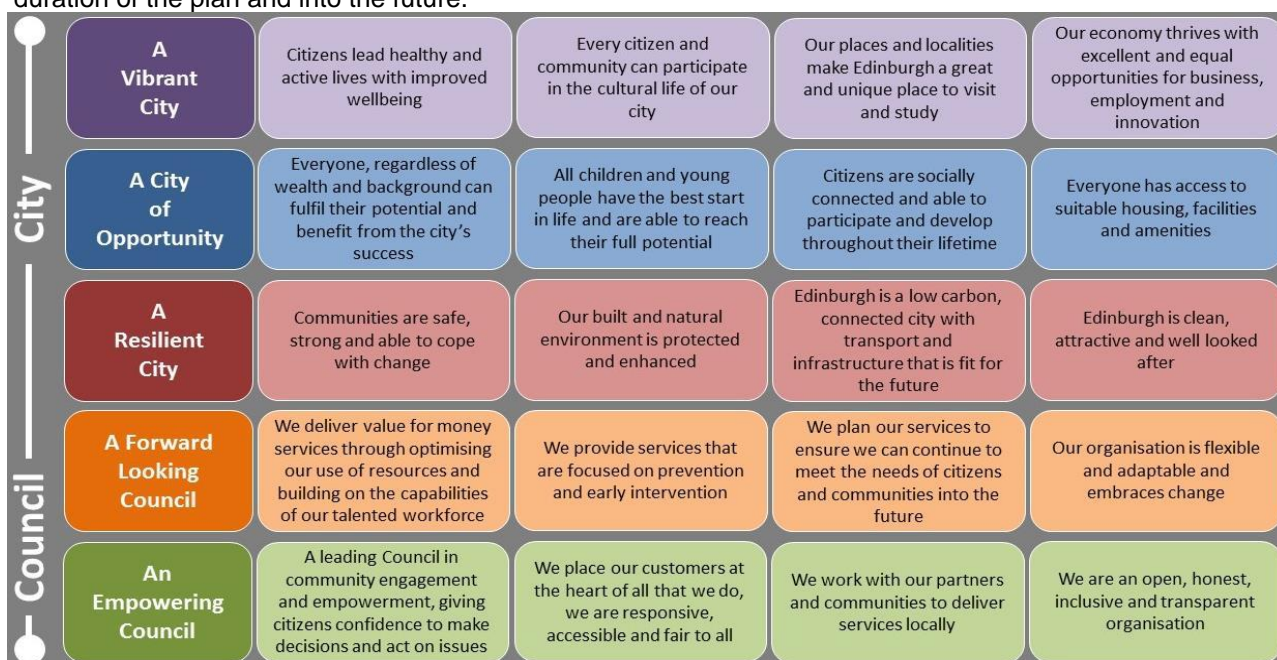 duration of the plan and into the future.
City
A
Vibrant
City
Citizens lead healthy and
active lives with improved
wellbeing
Every citizen and
community can participate
in the cultural life of our
city
Our places and localities
make Edinburgh a great
and unique place to visit
and study
Our economy thrives with
excellent and equal
opportunities for business,
employment and
innovation
A City
of
Opportunity
Everyone, regardless of
wealth and background can
fulfil their potential and
benefit from the city's
success
All children and young
people have the best start
in life and are able to reach
their full potential
Citizens are socially
connected and able to
participate and develop
throughout their lifetime
Everyone has access to
suitable housing, facilities
and amenities
A
Resilient
City
Communities are safe,
strong and able to cope
with change
Our built and natural
environment is protected
and enhanced
Edinburgh is a low carbon,
connected city with
transport and
infrastructure that is fit for
the future
Edinburgh is clean,
attractive and well looked
after
Council
A Forward
Looking
Council
We deliver value for money
services through optimising
our use of resources and
building on the capabilities
of our talented workforce
We provide services that
are focused on prevention
and early intervention
We plan our services to
ensure we can continue to
meet the needs of citizens
and communities into the
future
Our organisation is flexible
and adaptable and
embraces change
An
Empowering
Council
A leading Council in
community engagement
and empowerment, giving
citizens confidence to make
decisions and act on issues
We place our customers at
the heart of all that we do,
we are responsive,
accessible and fair to all
We work with our partners
and communities to deliver
services locally
We are an open, honest,
inclusive and transparent
organisation